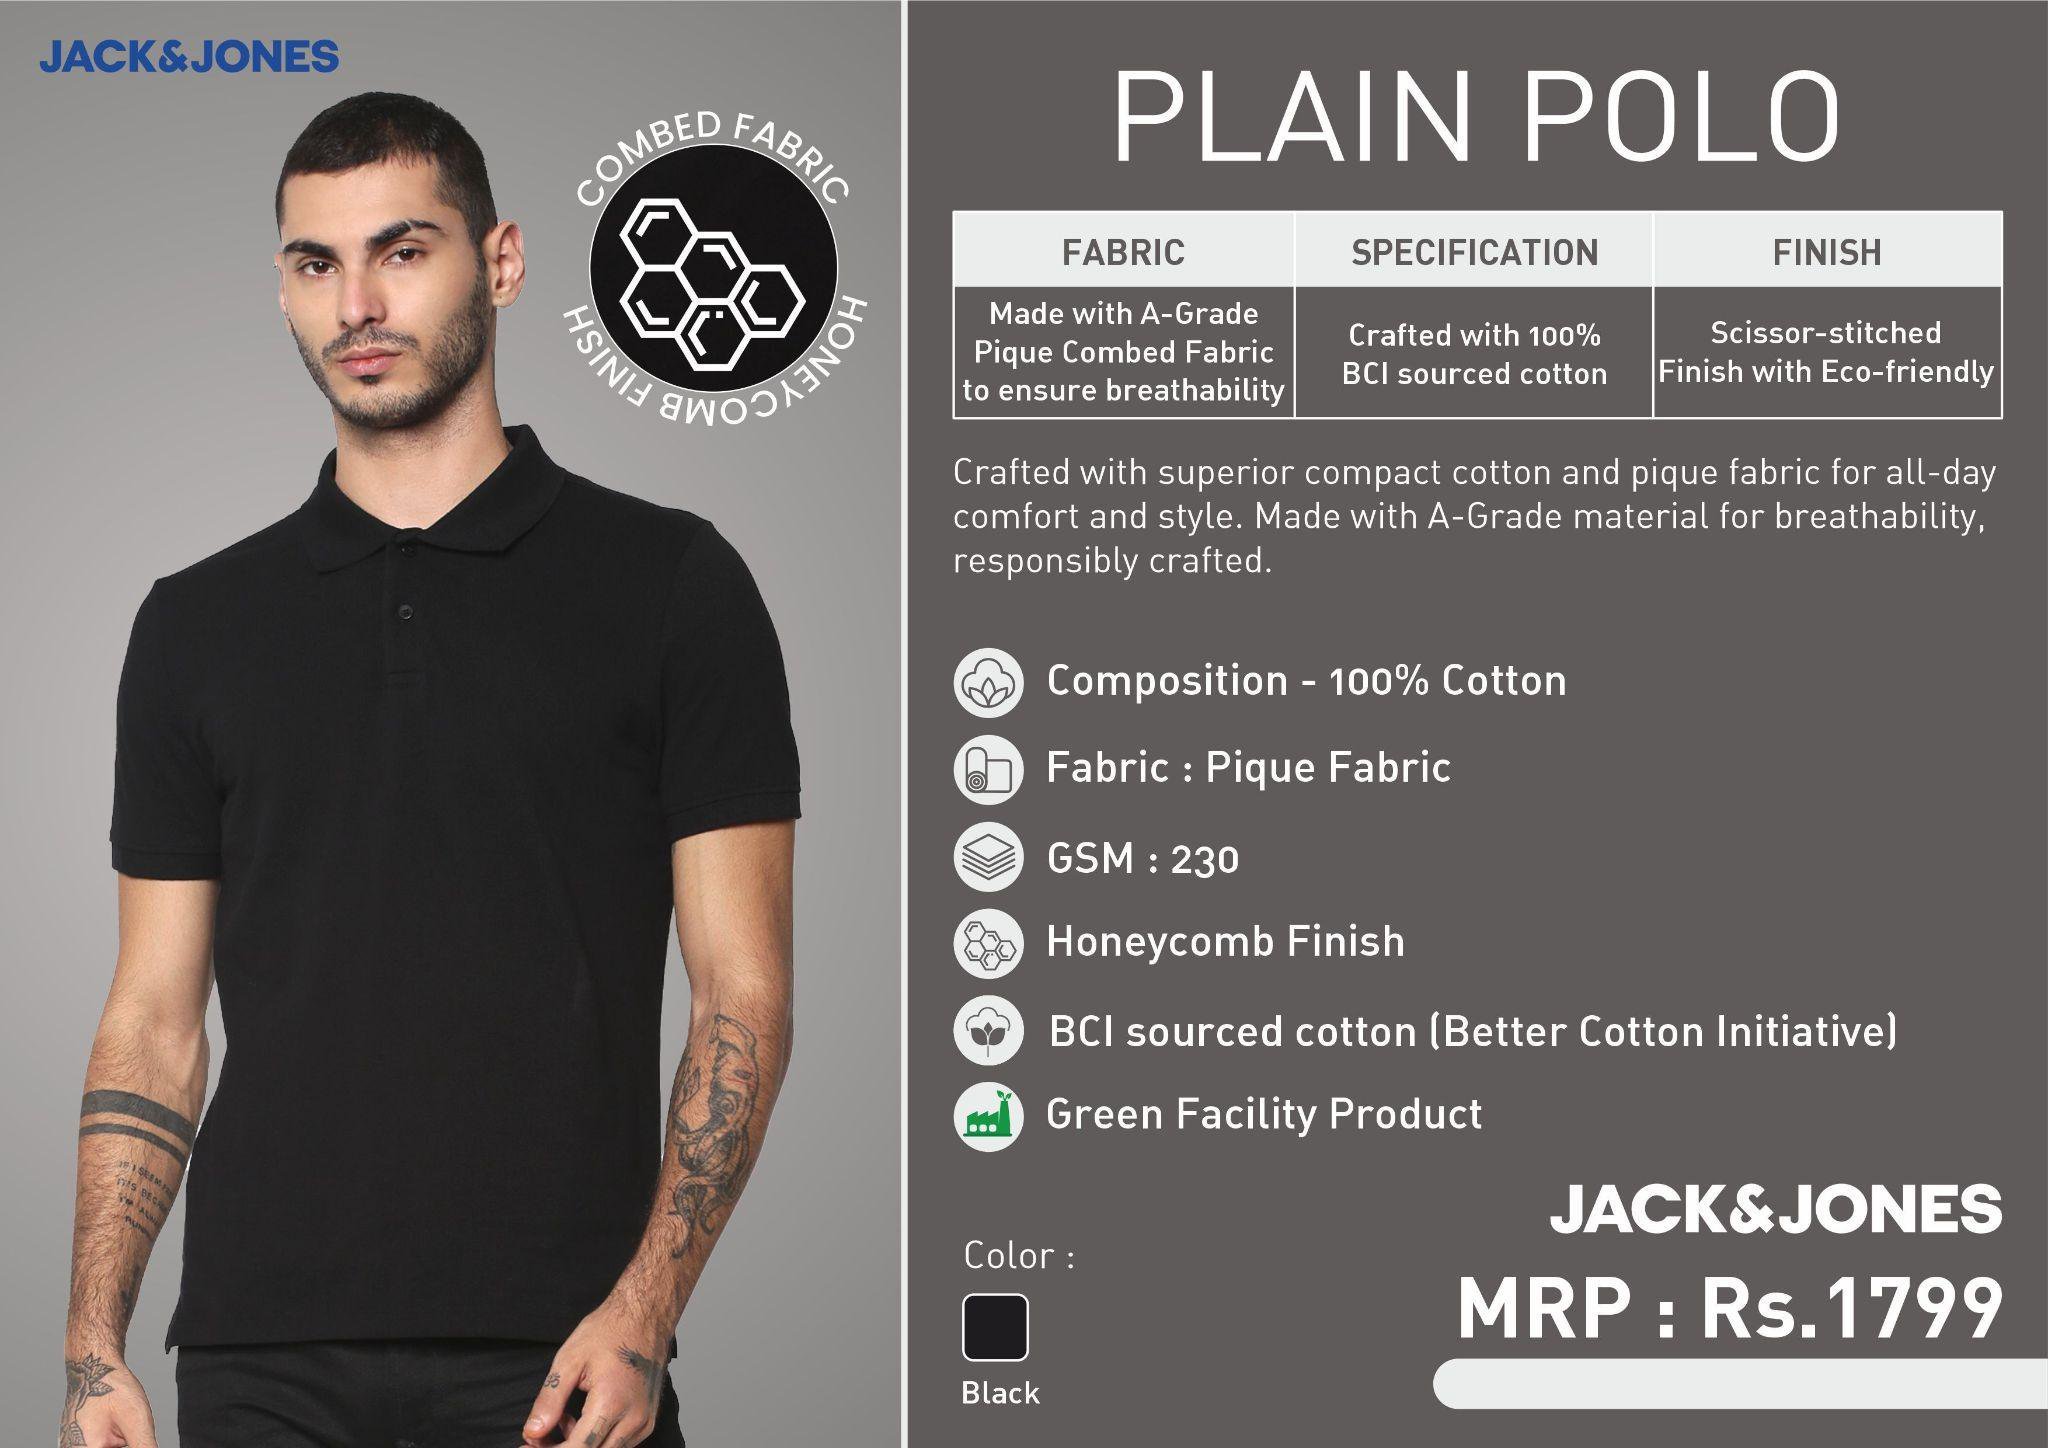 JACK&JONES
COMBED FABRIC
HONEYCOMB FINISH
PLAIN POLO
FABRIC
SPECIFICATION
FINISH
Made with A-Grade
Pique Combed Fabric
to ensure breathability
Crafted with 100%
BCI sourced cotton
Scissor-stitched
Finish with Eco-friendly
Crafted with superior compact cotton and pique fabric for all-day
comfort and style. Made with A-Grade material for breathability,
responsibly crafted.
Composition - 100% Cotton
Fabric : Pique Fabric
GSM : 230
Honeycomb Finish
BCI sourced cotton (Better Cotton Initiative)
Green Facility Product
JACK&JONES
MRP : Rs.1799
Color :
Black